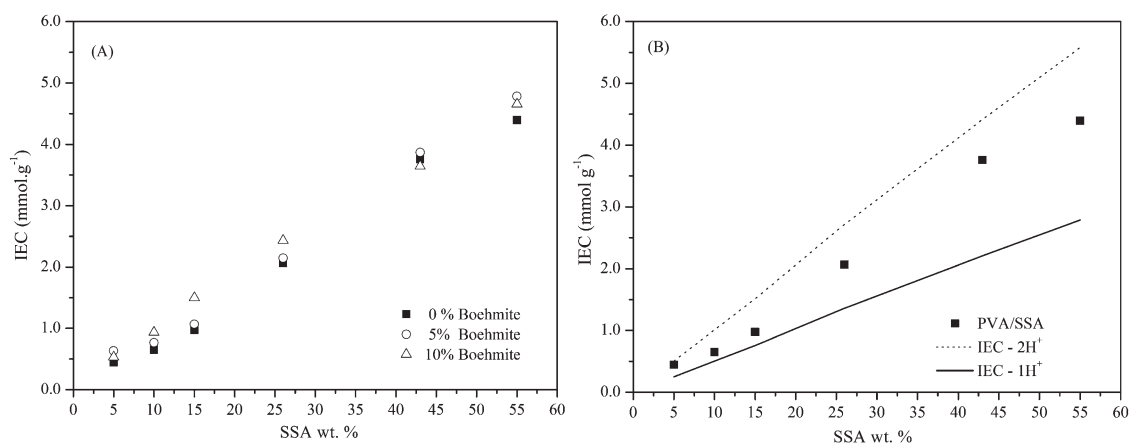 (A)
6.0
5.0
4.0
3.0
2.0
1.0
0.0
IEC (mmol.g⁻¹)
0 % Boehmite
5% Boehmite
10% Boehmite
0 5 10 15 20 25 30 35 40 45 50 55 60
SSA wt. %
(B)
6.0
5.0
4.0
3.0
2.0
1.0
0.0
IEC (mmol g⁻¹)
PVA/SSA
IEC - 2H⁺
IEC - 1H⁺
0 5 10 15 20 25 30 35 40 45 50 55 60
SSA wt. %